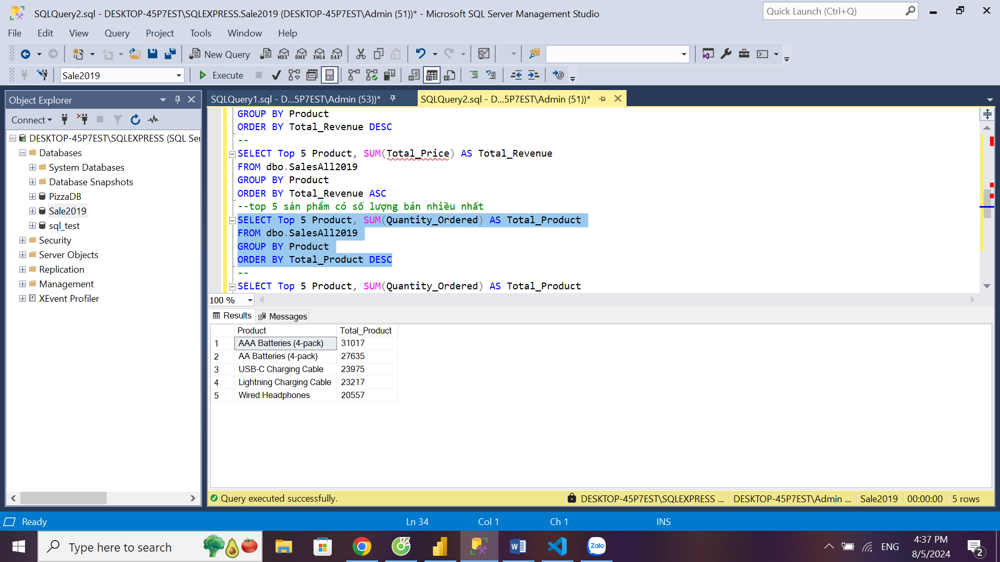 SQLQuery2.sql - DESKTOP-45P7EST\SQLEXPRESS.Sale2019 (DESKTOP-45P7EST\Admin (51))* - Microsoft SQL Server Management Studio
Quick Launch (Ctrl+Q)
File Edit View Query Project Tools Window Help
New Query MDX DMX XMLA DAX
Sale2019 Execute
Object Explorer
Connect
DESKTOP-45P7EST\SQLEXPRESS (SQL Ser
Databases
System Databases
Database Snapshots
PizzaDB
Sale2019
sql_test
Security
Server Objects
Replication
Management
XEvent Profiler
SQLQuery1.sql - D...5P7EST\Admin (53))* SQLQuery2.sql - D...5P7EST\Admin (51))*
GROUP BY Product
ORDER BY Total_Revenue DESC
--
SELECT Top 5 Product, SUM(Total_Price) AS Total_Revenue
FROM dbo.SalesAll2019
GROUP BY Product
ORDER BY Total_Revenue ASC
--top 5 sản phẩm có số lượng bán nhiều nhất
SELECT Top 5 Product, SUM(Quantity_Ordered) AS Total_Product
FROM dbo.SalesAll2019
GROUP BY Product
ORDER BY Total_Product DESC
--
SELECT Top 5 Product, SUM(Quantity_Ordered) AS Total_Product
100 %
Results Messages
Product Total_Product
1 AAA Batteries (4-pack) 31017
2 AA Batteries (4-pack) 27635
3 USB-C Charging Cable 23975
4 Lightning Charging Cable 23217
5 Wired Headphones 20557
Query executed successfully. DESKTOP-45P7EST\SQLEXPRESS ... DESKTOP-45P7EST\Admin ... Sale2019 00:00:00 5 rows
Ready Ln 34 Col 1 Ch 1 INS
Type here to search
Zalo
ENG
4:37 PM
8/5/2024
2